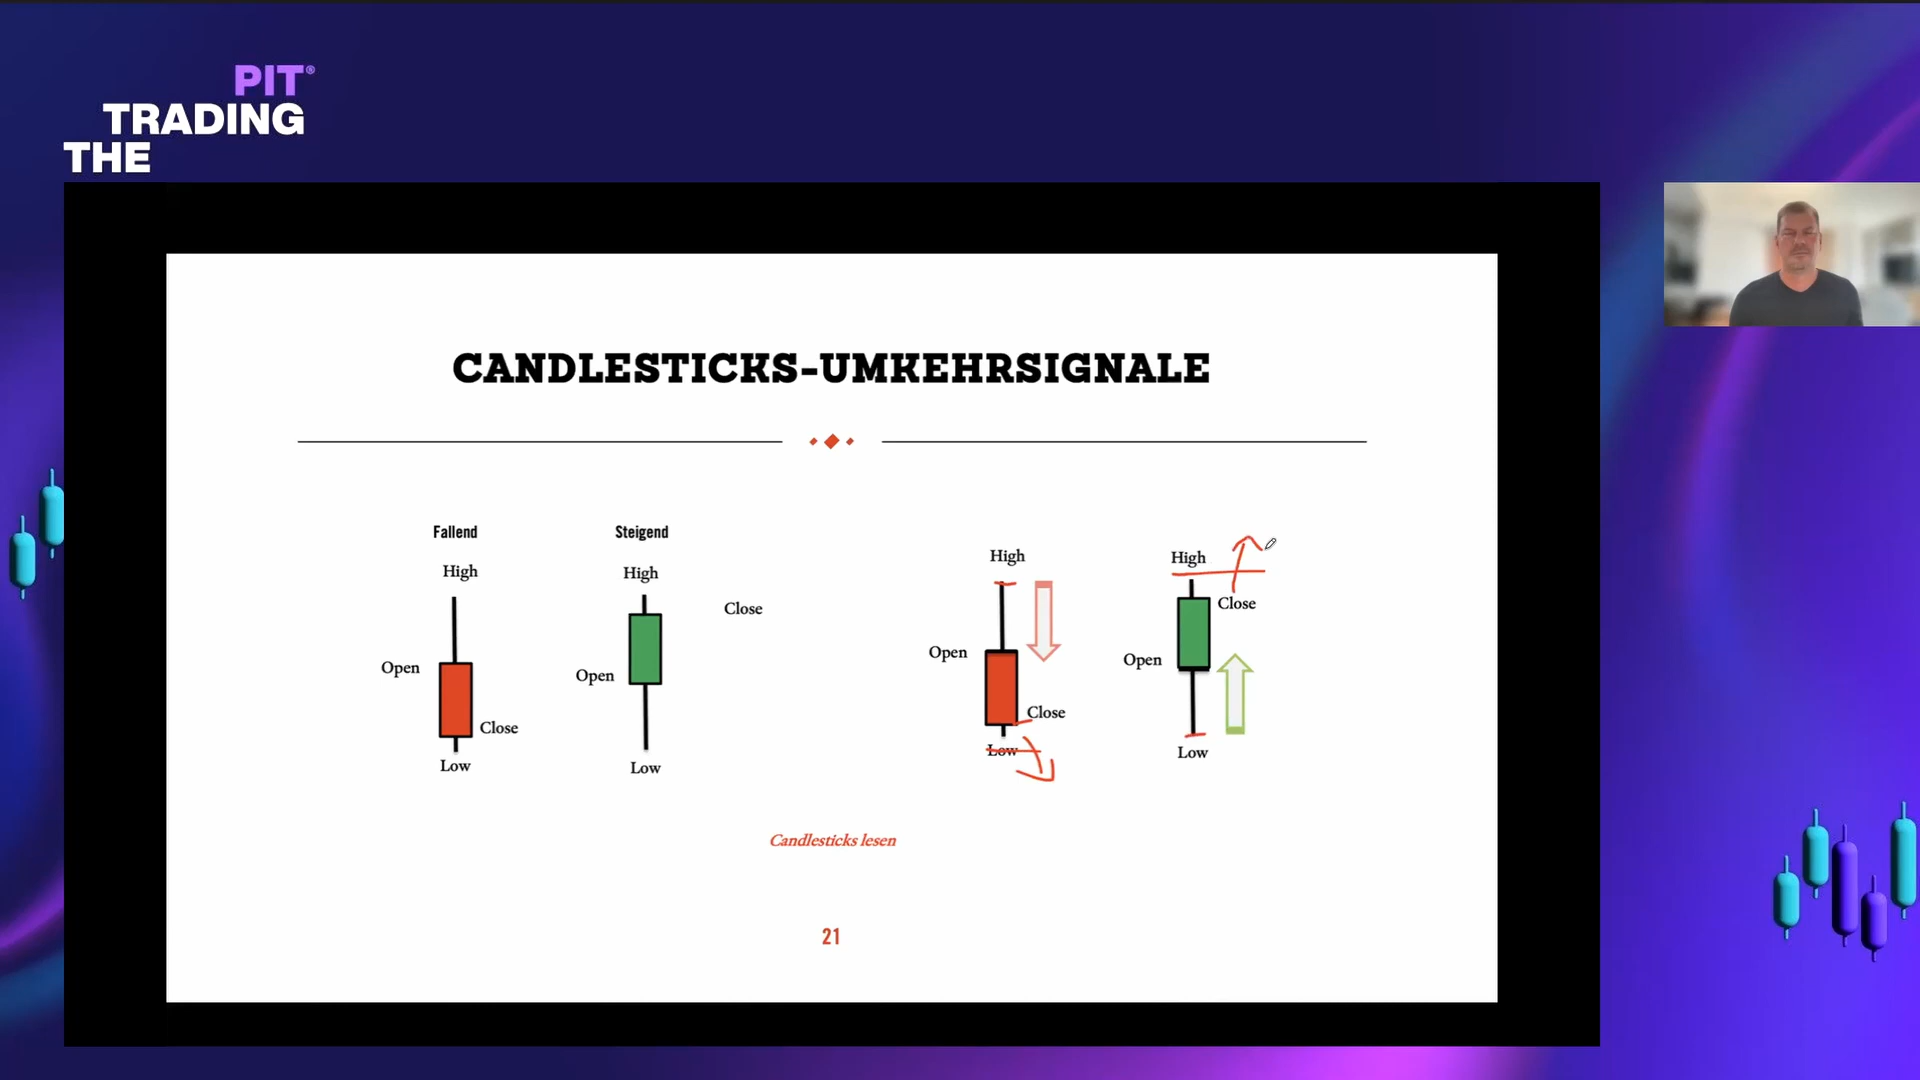 PIT®
TRADING
THE
CANDLESTICKS-UMKEHRSIGNALE
Fallend
Steigend
High
High
Close
Open
Open
Close
Low
Low
High
High
Close
Open
Open
Close
Low
Low
Candlesticks lesen
21